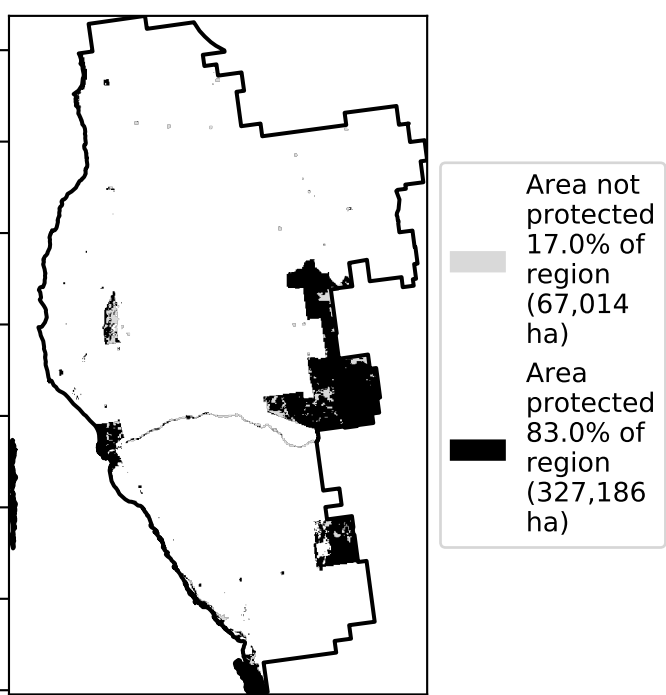 Area not
protected
17.0% of
region
(67,014
ha)
Area
protected
83.0% of
region
(327,186
ha)